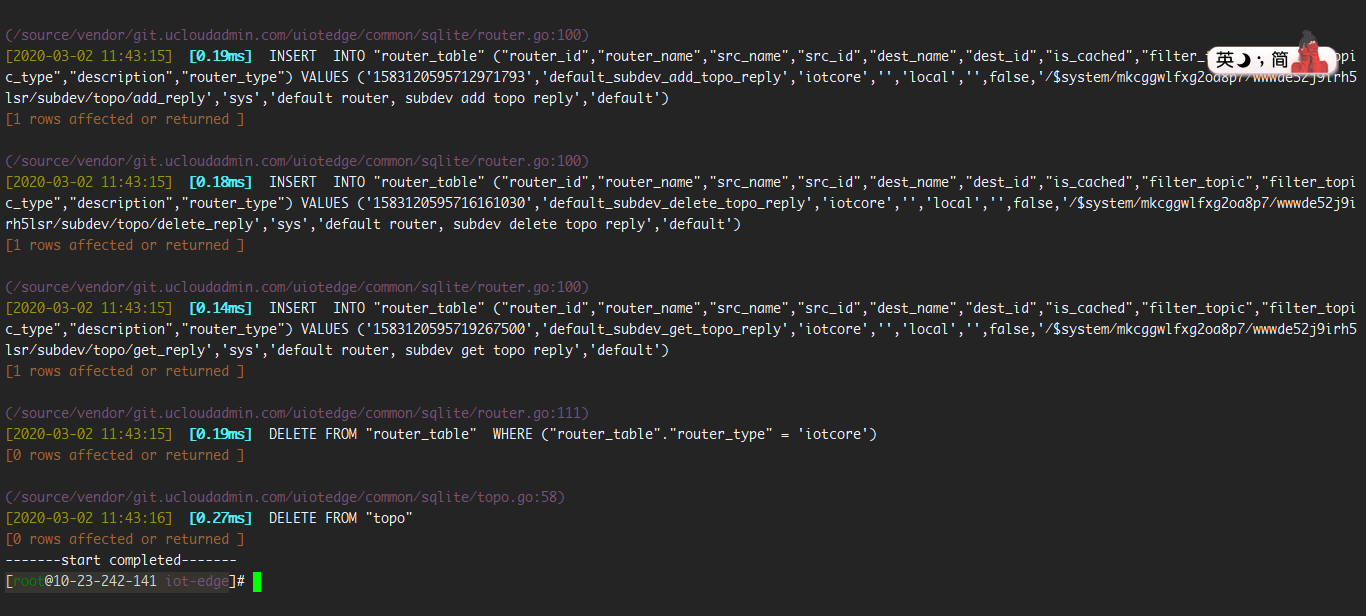 (/source/vendor/git.ucloudadmin.com/uiotedge/common/sqlite/router.go:100)
[2020-03-02 11:43:15]  [0.19ms]  INSERT  INTO "router_table" ("router_id","router_name","src_name","src_id","dest_name","dest_id","is_cached","filter_
英 ;, 简
pi
c_type","description","router_type") VALUES ('1583120595712971793','default_subdev_add_topo_reply','iotcore','','local','',false,'/$system/mkcggwlfxg2oa8p7/wwwde52j9irh5
lsr/subdev/topo/add_reply','sys','default router, subdev add topo reply','default')
[1 rows affected or returned ]
(/source/vendor/git.ucloudadmin.com/uiotedge/common/sqlite/router.go:100)
[2020-03-02 11:43:15]  [0.18ms]  INSERT  INTO "router_table" ("router_id","router_name","src_name","src_id","dest_name","dest_id","is_cached","filter_topic","filter_topi
c_type","description","router_type") VALUES ('1583120595716161030','default_subdev_delete_topo_reply','iotcore','','local','',false,'/$system/mkcggwlfxg2oa8p7/wwwde52j9i
rh5lsr/subdev/topo/delete_reply','sys','default router, subdev delete topo reply','default')
[1 rows affected or returned ]
(/source/vendor/git.ucloudadmin.com/uiotedge/common/sqlite/router.go:100)
[2020-03-02 11:43:15]  [0.14ms]  INSERT  INTO "router_table" ("router_id","router_name","src_name","src_id","dest_name","dest_id","is_cached","filter_topic","filter_topi
c_type","description","router_type") VALUES ('1583120595719267500','default_subdev_get_topo_reply','iotcore','','local','',false,'/$system/mkcggwlfxg2oa8p7/wwwde52j9irh5
lsr/subdev/topo/get_reply','sys','default router, subdev get topo reply','default')
[1 rows affected or returned ]
(/source/vendor/git.ucloudadmin.com/uiotedge/common/sqlite/router.go:111)
[2020-03-02 11:43:15]  [0.19ms]  DELETE FROM "router_table"  WHERE ("router_table"."router_type" = 'iotcore')
[0 rows affected or returned ]
(/source/vendor/git.ucloudadmin.com/uiotedge/common/sqlite/topo.go:58)
[2020-03-02 11:43:16]  [0.27ms]  DELETE FROM "topo"
[0 rows affected or returned ]
-------start completed-------
[root@10-23-242-141 iot-edge]#